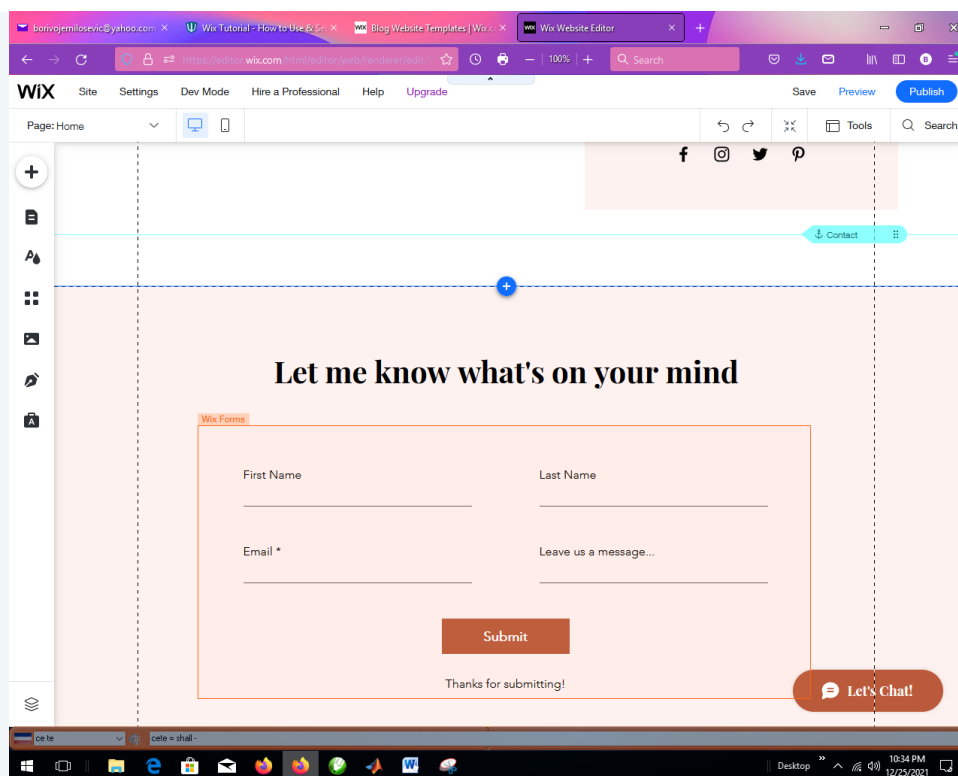 borivojemilosevic@yahoo.com
Wix Tutorial - How to Use & Set
WIX Blog Website Templates | Wix.co
WIX Wix Website Editor
https://editor.wix.com/html/editor/web/renderer/edit/
100%
Search
WiX Site Settings Dev Mode Hire a Professional Help Upgrade Save Preview Publish
Page: Home Tools Search
Contact
Let me know what's on your mind
Wix Forms
First Name Last Name
Email * Leave us a message...
Submit
Thanks for submitting!
Let's Chat!
ce te cete = shall -
Desktop 10:34 PM
12/25/2021